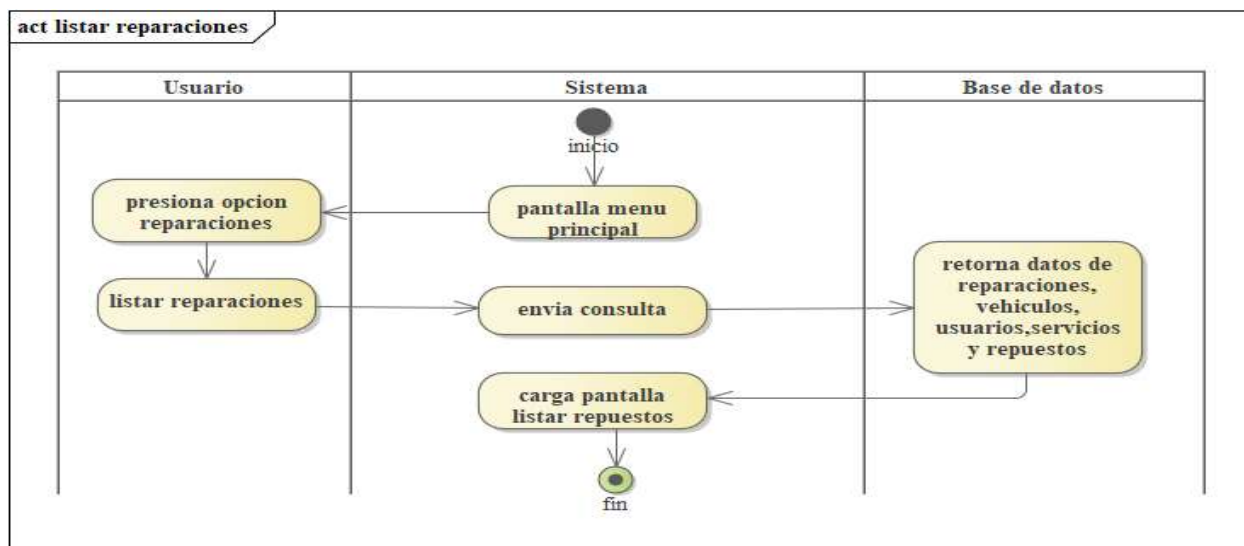 act listar reparaciones
Usuario
Sistema
Base de datos
inicio
presiona opcion
reparaciones
pantalla menu
principal
listar reparaciones
envia consulta
retorna datos de
reparaciones,
vehiculos,
usuarios,servicios
y repuestos
carga pantalla
listar repuestos
fin